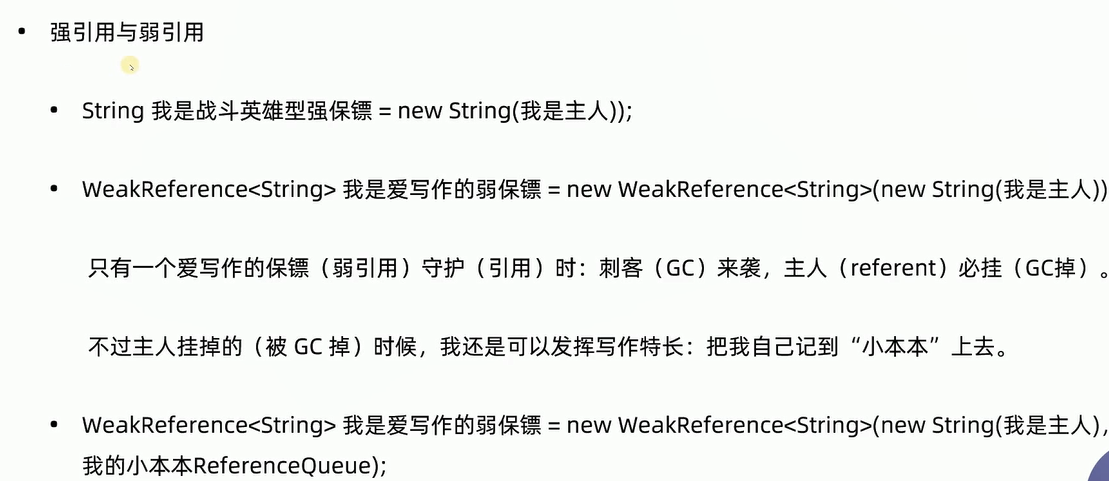 • 强引用与弱引用
• String 我是战斗英雄型强保镖 = new String(我是主人));
• WeakReference<String> 我是爱写作的弱保镖 = new WeakReference<String>(new String(我是主人))
只有一个爱写作的保镖（弱引用）守护（引用）时：刺客（GC）来袭，主人（referent）必挂（GC掉）。
不过主人挂掉的（被 GC 掉）时候，我还是可以发挥写作特长：把我自己记到“小本本”上去。
• WeakReference<String> 我是爱写作的弱保镖 = new WeakReference<String>(new String(我是主人),
我的小本本ReferenceQueue);